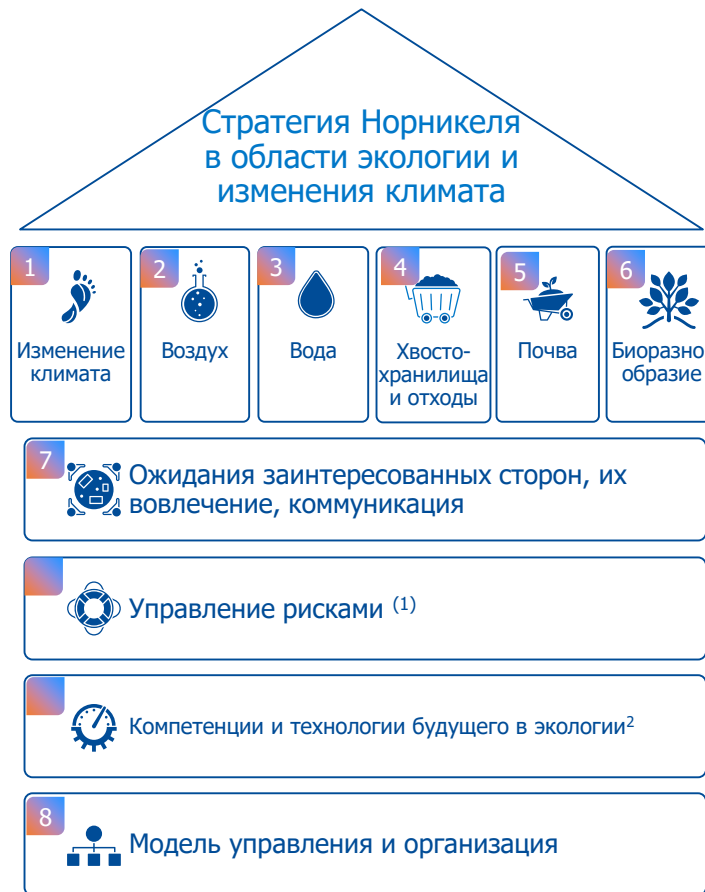 Стратегия Норникеля
в области экологии и
изменения климата
1
Изменение
климата
2
Воздух
3
Вода
4
Хвосто-
хранилища
и отходы
5
Почва
6
Биоразно
образие
7
Ожидания заинтересованных сторон, их
вовлечение, коммуникация
Управление рисками (1)
Компетенции и технологии будущего в экологии2
8
Модель управления и организация